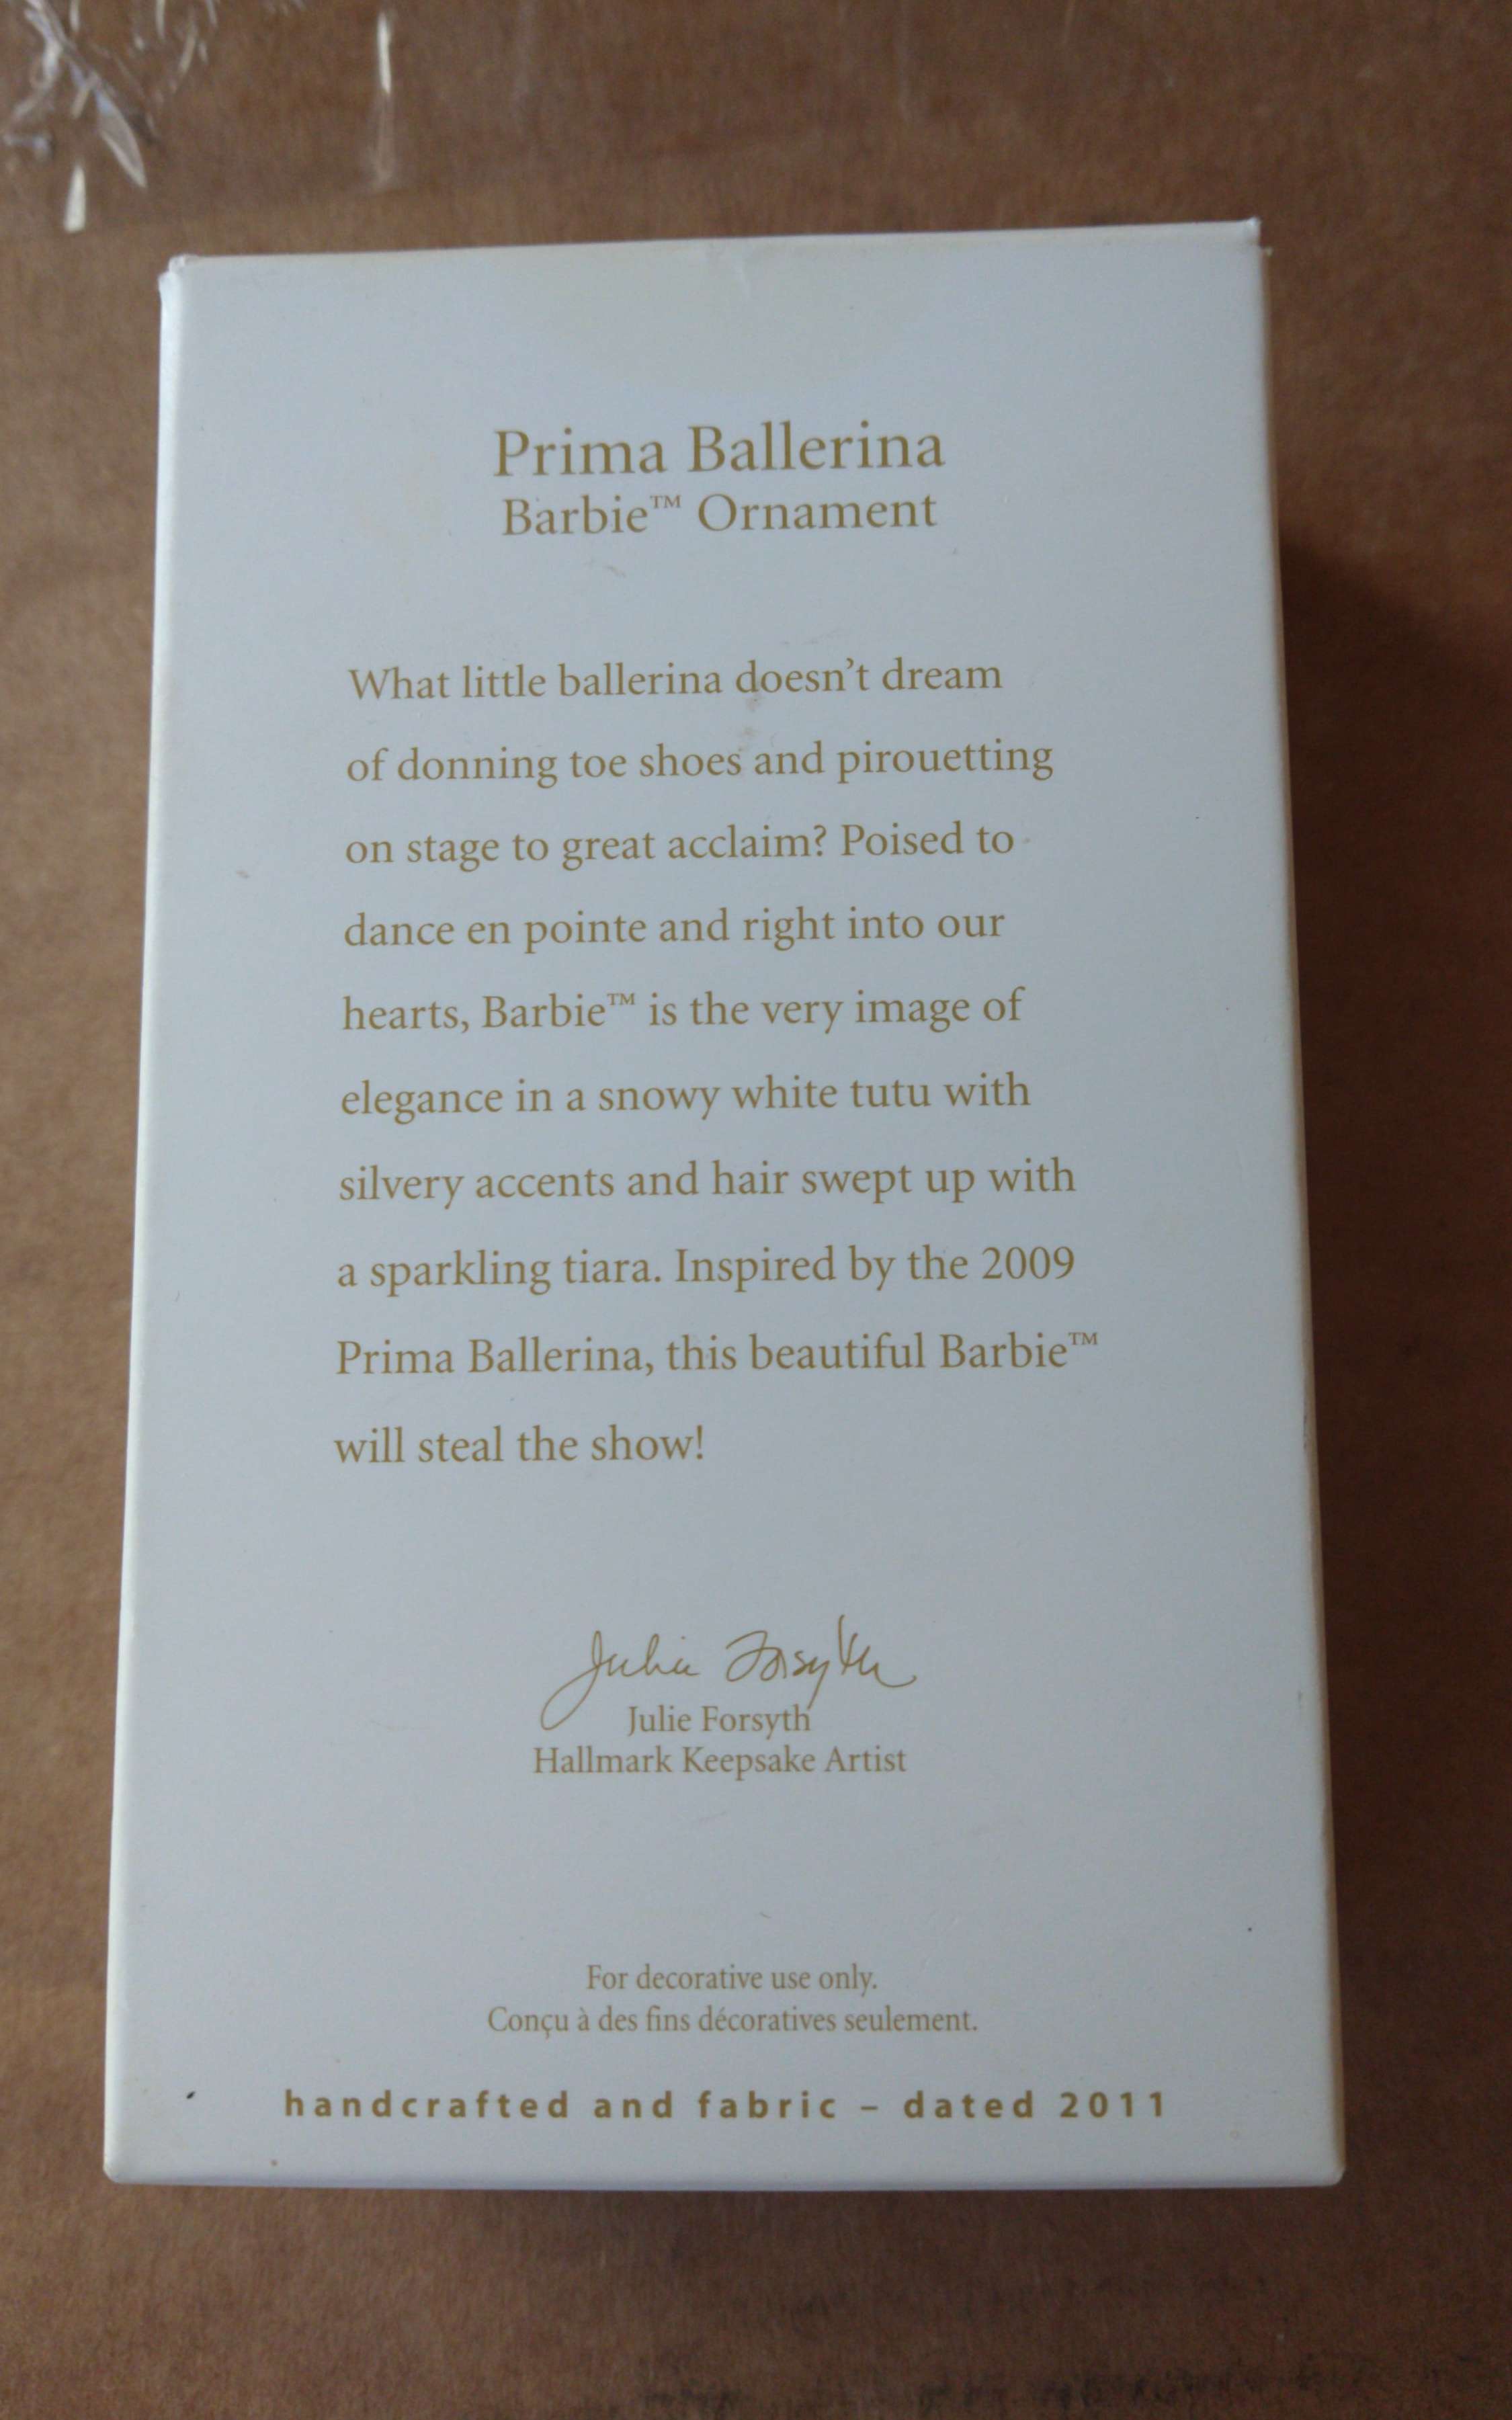 Prima Ballerina
Barbie™ Ornament
What little ballerina doesn't dream
of donning toe shoes and pirouetting
on stage to great acclaim? Poised to
dance en pointe and right into our
hearts, Barbie™ is the very image of
elegance in a snowy white tutu with
silvery accents and hair swept up with
a sparkling tiara. Inspired by the 2009
Prima Ballerina, this beautiful Barbie™
will steal the show!
Julie Forsyth
Julie Forsyth
Hallmark Keepsake Artist
For decorative use only.
Conçu à des fins décoratives seulement.
handcrafted and fabric – dated 2011